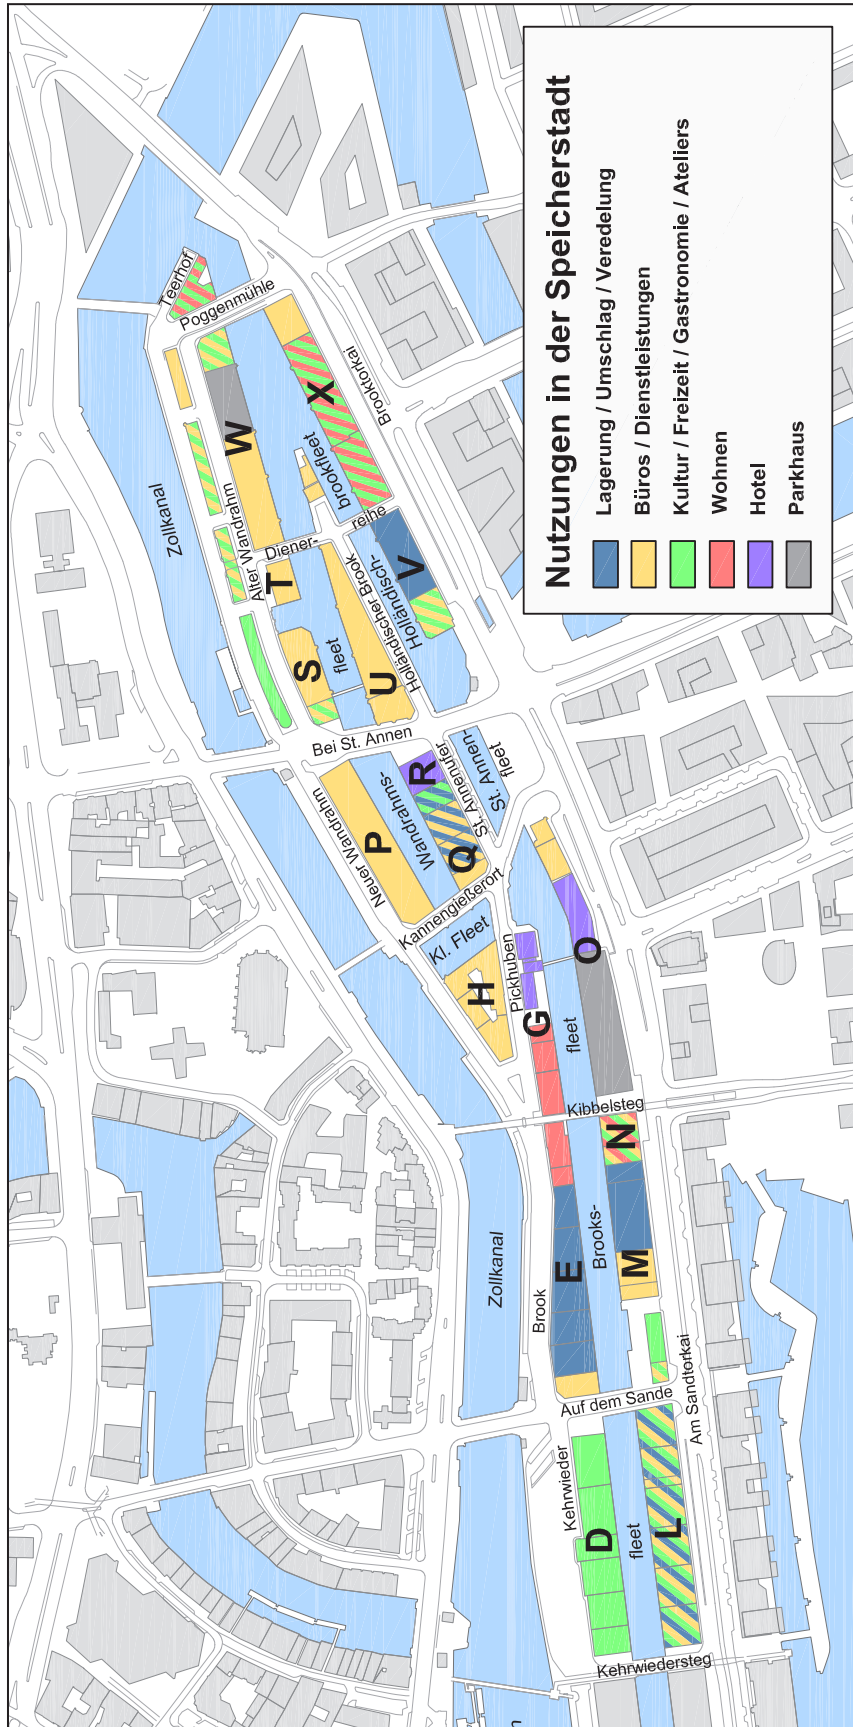 Nutzungen in der Speicherstadt
Lagerung / Umschlag / Veredelung
Büros / Dienstleistungen
Kultur / Freizeit / Gastronomie / Ateliers
Wohnen
Hotel
Parkhaus
Zollkanal
Teerhof
Poggenmühle
Brooktorkai
W
X
Alter Wandrahm
brookfleet
Diener-
reihe
T
Holländisch-
V
Holländischer Brook
S
fleet
U
Bei St. Annen
Neuer Wandrahm
P
Wandrahms-
R
St. Annenufer
St. Annen-
fleet
Q
Kannengießerort
Kl. Fleet
H
Pickhuben
O
G
fleet
Kibbelsteg
N
Zollkanal
Brook
E
Brooks-
M
Auf dem Sande
Am Sandtorkai
Kehrwieder
D
fleet
L
Kehrwiedersteg
n